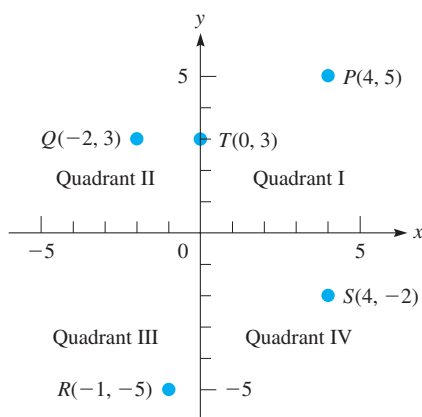 y
5
P(4, 5)
Q(−2, 3)
T(0, 3)
Quadrant II
Quadrant I
x
−5
0
5
S(4, −2)
Quadrant III
Quadrant IV
R(−1, −5)
−5